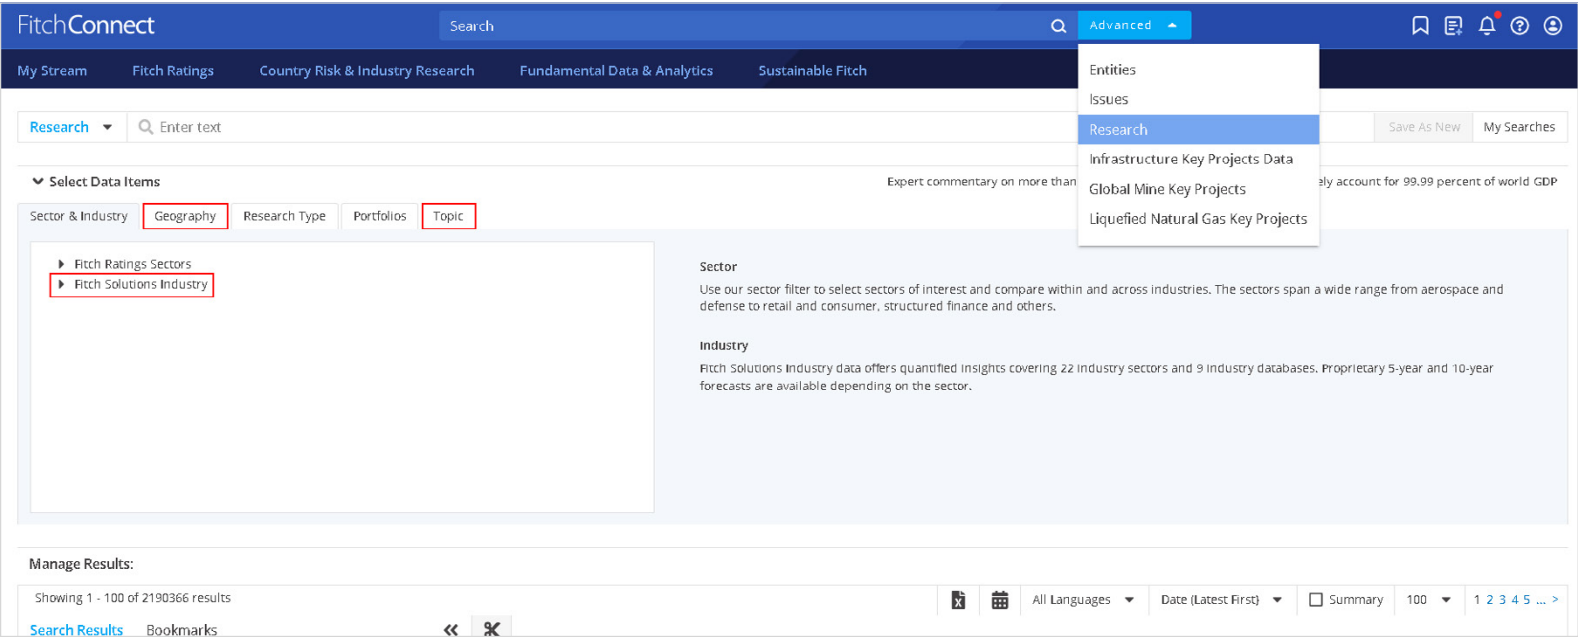 FitchConnect
Search
Advanced
My Stream Fitch Ratings Country Risk & Industry Research Fundamental Data & Analytics Sustainable Fitch
Entities
Issues
Research
Infrastructure Key Projects Data
Global Mine Key Projects
Liquefied Natural Gas Key Projects
Research Enter text Save As New My Searches
Select Data Items
Expert commentary on more than ely account for 99.99 percent of world GDP
Sector & Industry Geography Research Type Portfolios Topic
Fitch Ratings Sectors
Fitch Solutions Industry
Sector
Use our sector filter to select sectors of interest and compare within and across industries. The sectors span a wide range from aerospace and
defense to retail and consumer, structured finance and others.
Industry
Fitch Solutions Industry data offers quantified insights covering 22 industry sectors and 9 industry databases. Proprietary 5-year and 10-year
forecasts are available depending on the sector.
Manage Results:
Showing 1 - 100 of 2190366 results
All Languages Date (Latest First) Summary 100 1 2 3 4 5 ... >
Search Results Bookmarks